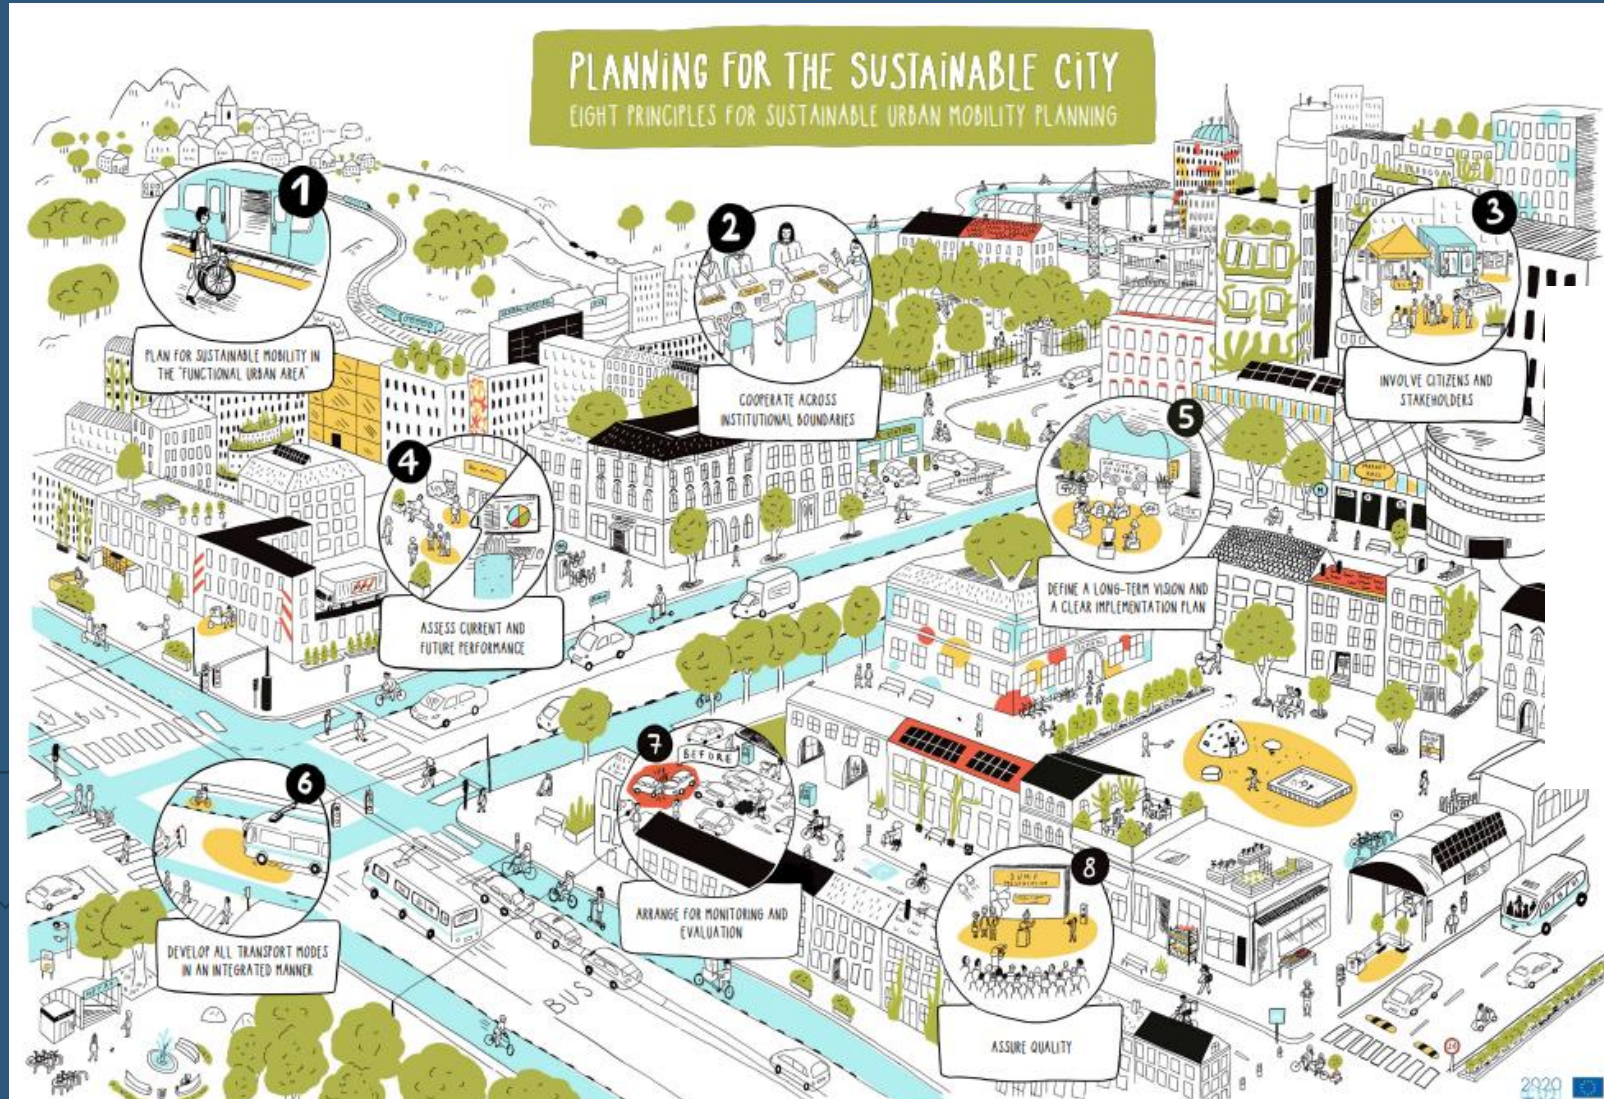 PLANNING FOR THE SUSTAINABLE CITY
EIGHT PRINCIPLES FOR SUSTAINABLE URBAN MOBILITY PLANNING
1
PLAN FOR SUSTAINABLE MOBILITY IN
THE "FUNCTIONAL URBAN AREA"
2
COOPERATE ACROSS
INSTITUTIONAL BOUNDARIES
3
INVOLVE CITIZENS AND
STAKEHOLDERS
4
ASSESS CURRENT AND
FUTURE PERFORMANCE
5
DEFINE A LONG-TERM VISION AND
A CLEAR IMPLEMENTATION PLAN
MARKET
HALL
6
DEVELOP ALL TRANSPORT MODES
IN AN INTEGRATED MANNER
7
BEFORE
ARRANGE FOR MONITORING AND
EVALUATION
8
SUMP
PRESENTATION
ASSURE QUALITY
BUS
2020